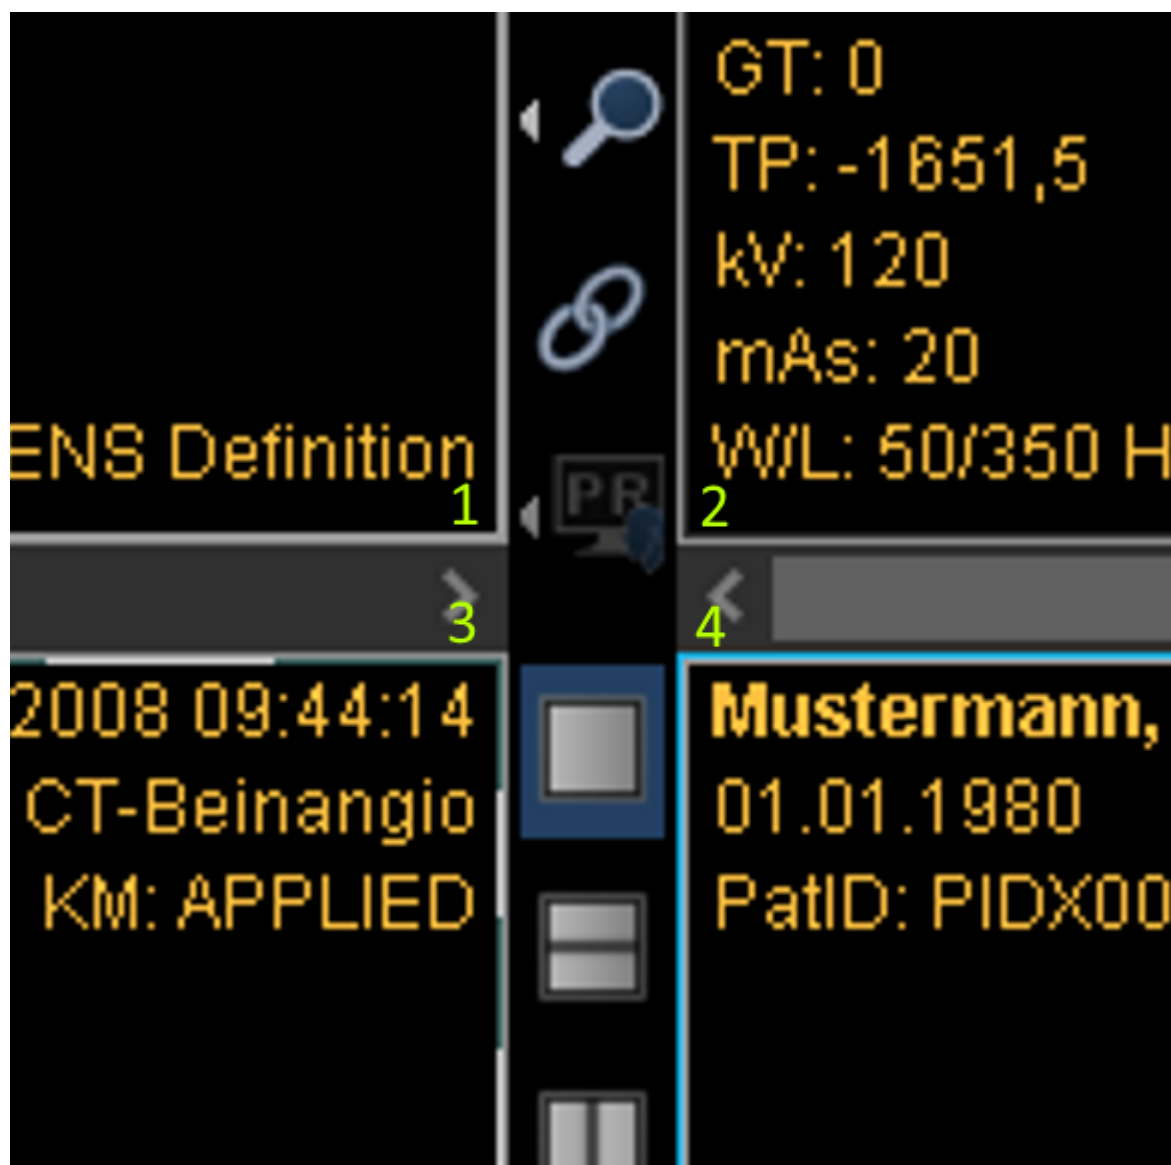 GT: 0
TP: -1651,5
kV: 120
mAs: 20
ENS Definition
W/L: 50/350 H
PR
1
2
3
4
2008 09:44:14
CT-Beinangio
KM: APPLIED
Mustermann,
01.01.1980
PatID: PIDX00